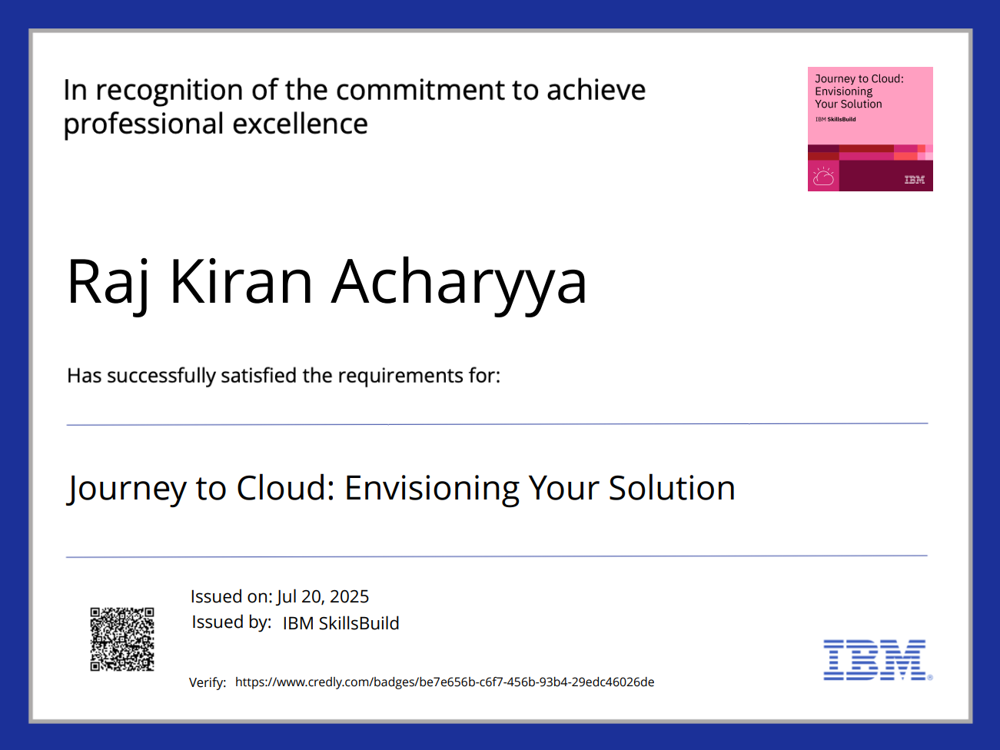 In recognition of the commitment to achieve
professional excellence
Journey to Cloud:
Envisioning
Your Solution
IBM SkillsBuild
IBM
Raj Kiran Acharyya
Has successfully satisfied the requirements for:
Journey to Cloud: Envisioning Your Solution
Issued on: Jul 20, 2025
Issued by: IBM SkillsBuild
Verify: https://www.credly.com/badges/be7e656b-c6f7-456b-93b4-29edc46026de
IBM®